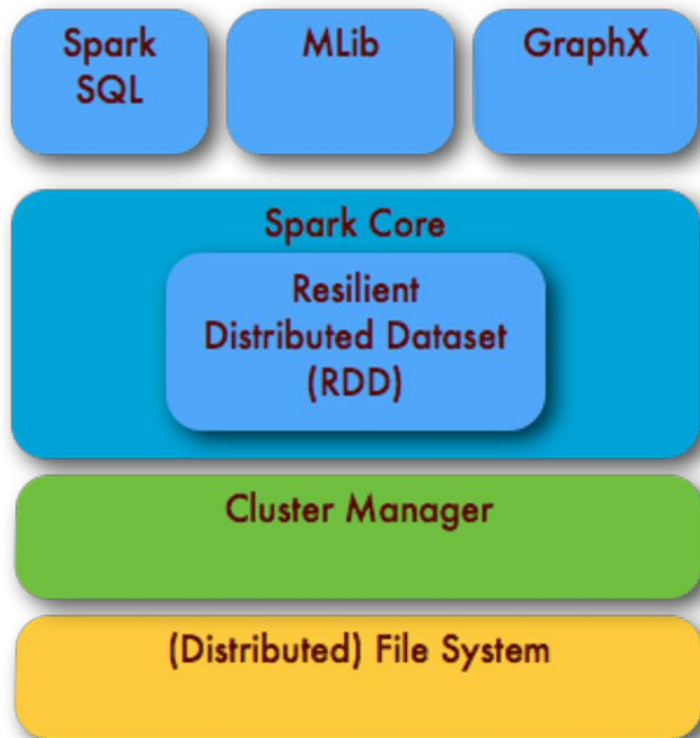 Spark
SQL
MLib
GraphX
Spark Core
Resilient
Distributed Dataset
(RDD)
Cluster Manager
(Distributed) File System